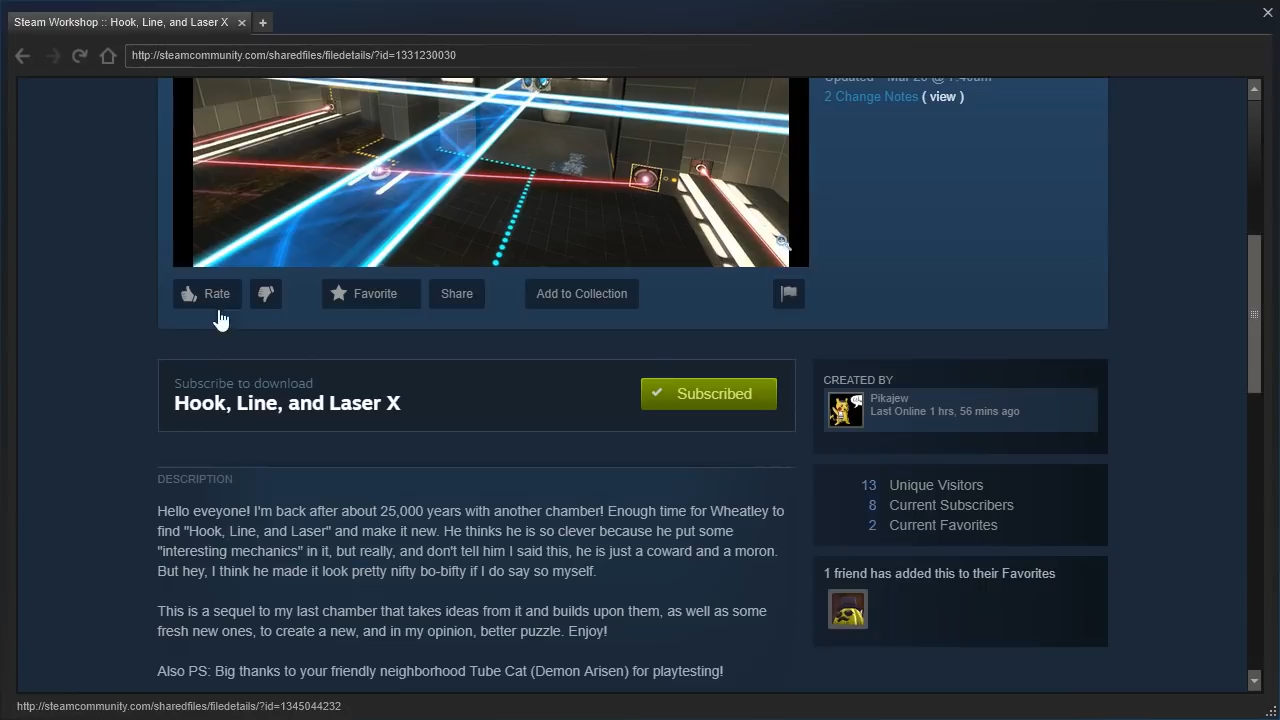 Steam Workshop :: Hook, Line, and Laser X
http://steamcommunity.com/sharedfiles/filedetails/?id=1331230030
2 Change Notes ( view )
Rate
Favorite
Share
Add to Collection
Subscribe to download
Hook, Line, and Laser X
Subscribed
DESCRIPTION
Hello eveyone! I'm back after about 25,000 years with another chamber! Enough time for Wheatley to
find "Hook, Line, and Laser" and make it new. He thinks he is so clever because he put some
"interesting mechanics" in it, but really, and don't tell him I said this, he is just a coward and a moron.
But hey, I think he made it look pretty nifty bo-bifty if I do say so myself.
This is a sequel to my last chamber that takes ideas from it and builds upon them, as well as some
fresh new ones, to create a new, and in my opinion, better puzzle. Enjoy!
Also PS: Big thanks to your friendly neighborhood Tube Cat (Demon Arisen) for playtesting!
CREATED BY
Pikajew
Last Online 1 hrs, 56 mins ago
13 Unique Visitors
8 Current Subscribers
2 Current Favorites
1 friend has added this to their Favorites
http://steamcommunity.com/sharedfiles/filedetails/?id=1345044232